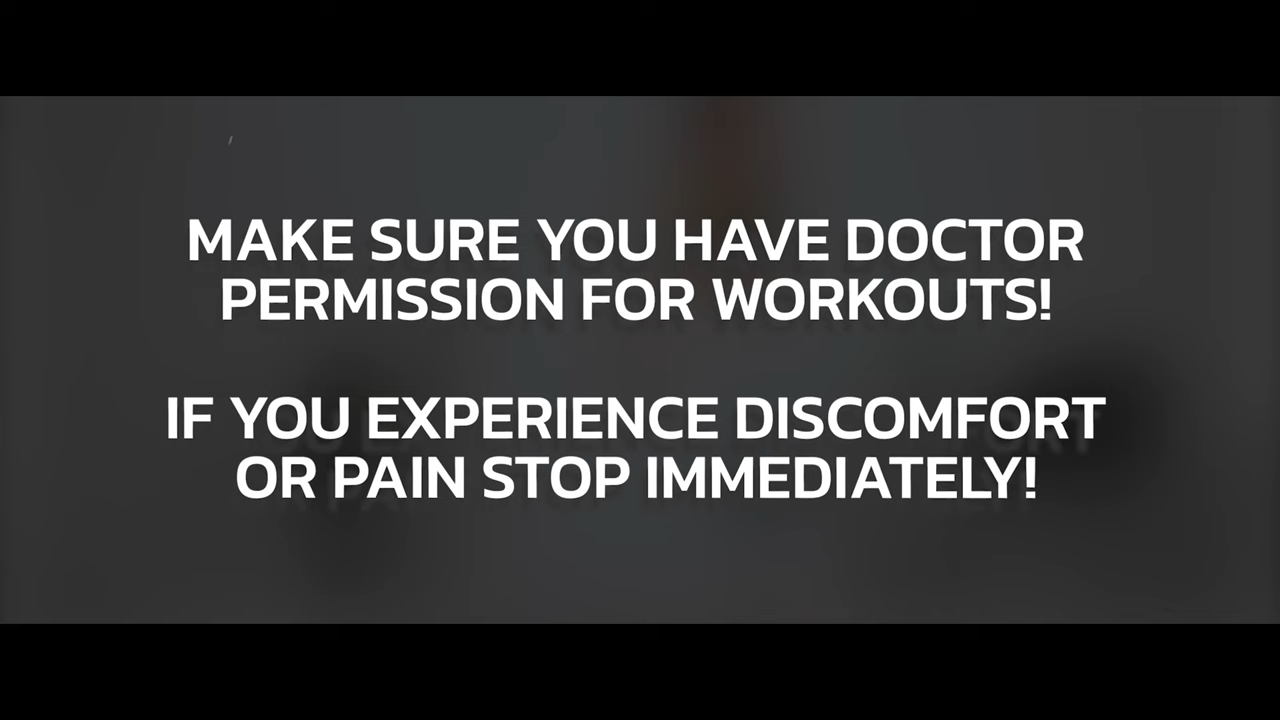 MAKE SURE YOU HAVE DOCTOR
PERMISSION FOR WORKOUTS!
IF YOU EXPERIENCE DISCOMFORT
OR PAIN STOP IMMEDIATELY!